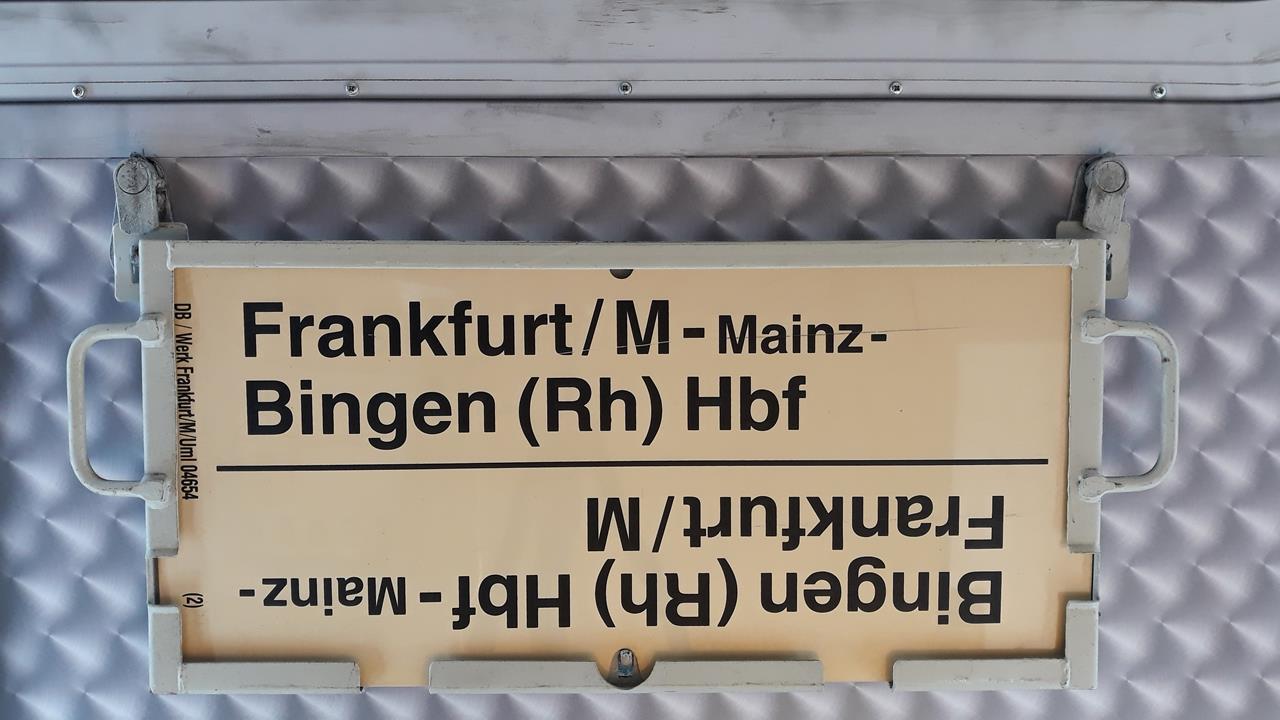 Frankfurt/M - Mainz-
Bingen (Rh) Hbf
Bingen (Rh) Hbf - Mainz-
Frankfurt/M
DB / Werk Frankfurt/M/Uml 04654
(2)